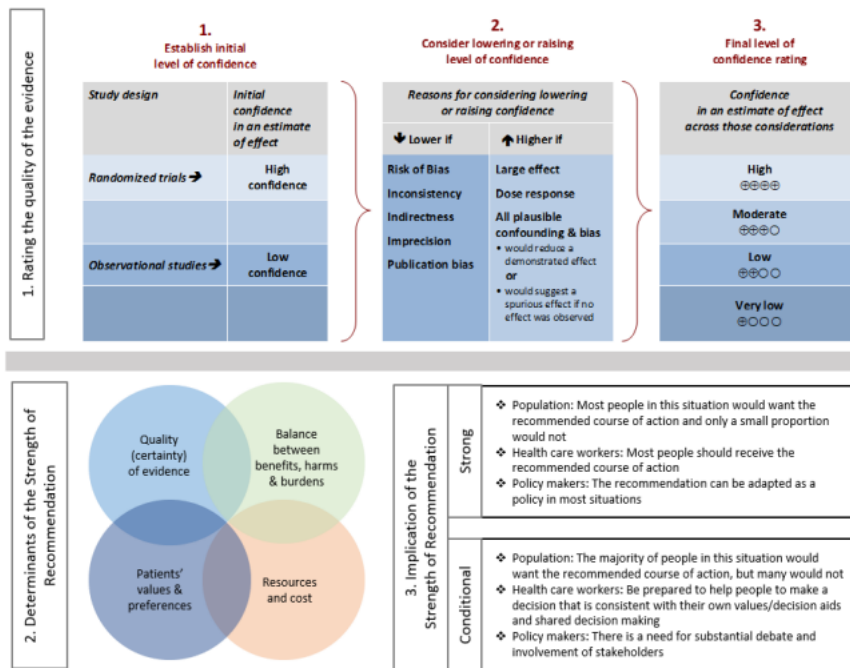 1. Rating the quality of the evidence
1.
Establish initial
level of confidence
Study design
Initial
confidence
in an estimate
of effect
Randomized trials ➔
High
confidence
Observational studies ➔
Low
confidence
2.
Consider lowering or raising
level of confidence
Reasons for considering lowering
or raising confidence
🡻 Lower if
🡹 Higher if
Risk of Bias
Inconsistency
Indirectness
Imprecision
Publication bias
Large effect
Dose response
All plausible
confounding & bias
• would reduce a
demonstrated effect
or
• would suggest a
spurious effect if no
effect was observed
3.
Final level of
confidence rating
Confidence
in an estimate of effect
across those considerations
High
⊕⊕⊕⊕
Moderate
⊕⊕⊕○
Low
⊕⊕○○
Very low
⊕○○○
2. Determinants of the Strength of
Recommendation
Quality
(certainty)
of evidence
Balance
between
benefits, harms
& burdens
Patients'
values &
preferences
Resources
and cost
3. Implication of the
Strength of Recommendation
Strong
❖ Population: Most people in this situation would want the
recommended course of action and only a small proportion
would not
❖ Health care workers: Most people should receive the
recommended course of action
❖ Policy makers: The recommendation can be adapted as a
policy in most situations
Conditional
❖ Population: The majority of people in this situation would
want the recommended course of action, but many would not
❖ Health care workers: Be prepared to help people to make a
decision that is consistent with their own values/decision aids
and shared decision making
❖ Policy makers: There is a need for substantial debate and
involvement of stakeholders